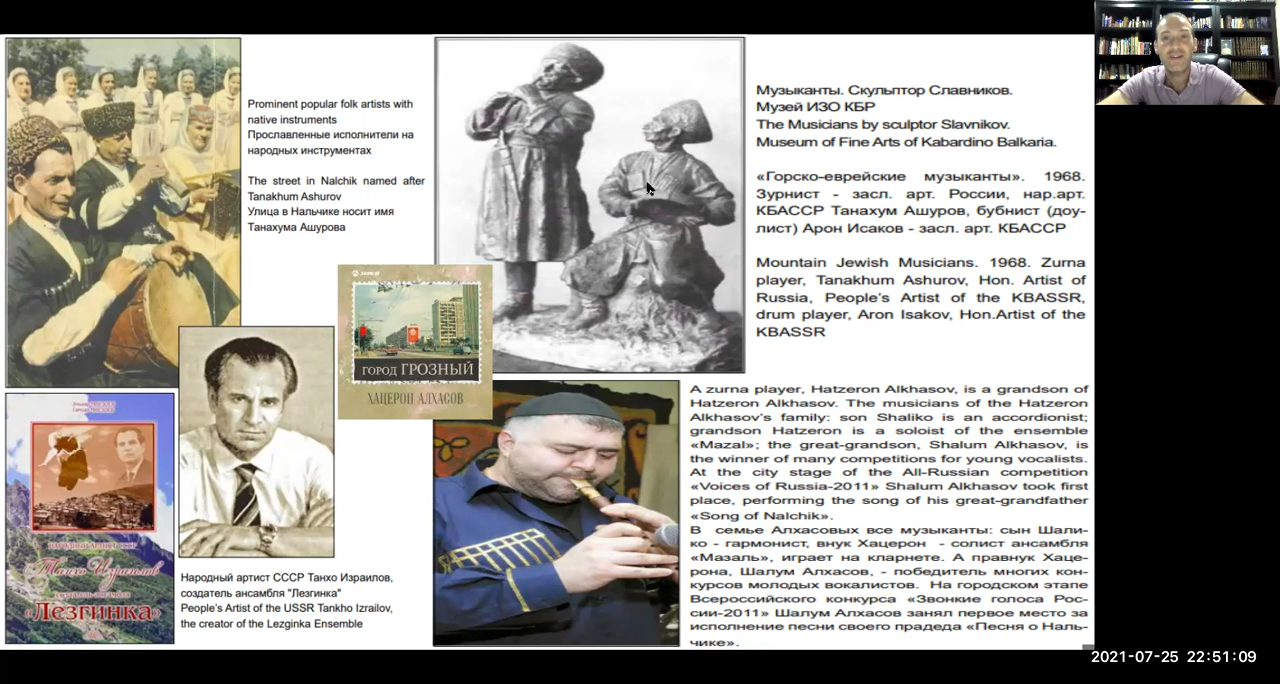 Prominent popular folk artists with
native instruments
Прославленные исполнители на
народных инструментах
The street in Nalchik named after
Tanakhum Ashurov
Улица в Нальчике носит имя
Танахума Ашурова
Музыканты. Скульптор Славников.
Музей ИЗО КБР
The Musicians by sculptor Slavnikov.
Museum of Fine Arts of Kabardino Balkaria.
«Горско-еврейские музыканты». 1968.
Зурнист - засл. арт. России, нар.арт.
КБАССР Танахум Ашуров, бубнист (доу-
лист) Арон Исаков - засл. арт. КБАССР
Mountain Jewish Musicians. 1968. Zurna
player, Tanakhum Ashurov, Hon. Artist of
Russia, People's Artist of the KBASSR,
drum player, Aron Isakov, Hon.Artist of the
KBASSR
ГОРОД ГРОЗНЫЙ
ХАЦЕРОН АЛХАСОВ
Танхо Израилов
«Лезгинка»
Народный артист СССР Танхо Израилов,
создатель ансамбля "Лезгинка"
People's Artist of the USSR Tankho Izrailov,
the creator of the Lezginka Ensemble
A zurna player, Hatzeron Alkhasov, is a grandson of
Hatzeron Alkhasov. The musicians of the Hatzeron
Alkhasov's family: son Shaliko is an accordionist;
grandson Hatzeron is a soloist of the ensemble
«Mazal»; the great-grandson, Shalum Alkhasov, is
the winner of many competitions for young vocalists.
At the city stage of the All-Russian competition
«Voices of Russia-2011» Shalum Alkhasov took first
place, performing the song of his great-grandfather
«Song of Nalchik».
В семье Алхасовых все музыканты: сын Шали-
ко - гармонист, внук Хацерон - солист ансамбля
«Мазаль», играет на кларнете. А правнук Хаце-
рона, Шалум Алхасов, - победитель многих кон-
курсов молодых вокалистов. На городском этапе
Всероссийского конкурса «Звонкие голоса Рос-
сии-2011» Шалум Алхасов занял первое место за
исполнение песни своего прадеда «Песня о Наль-
чике».
2021-07-25 22:51:09